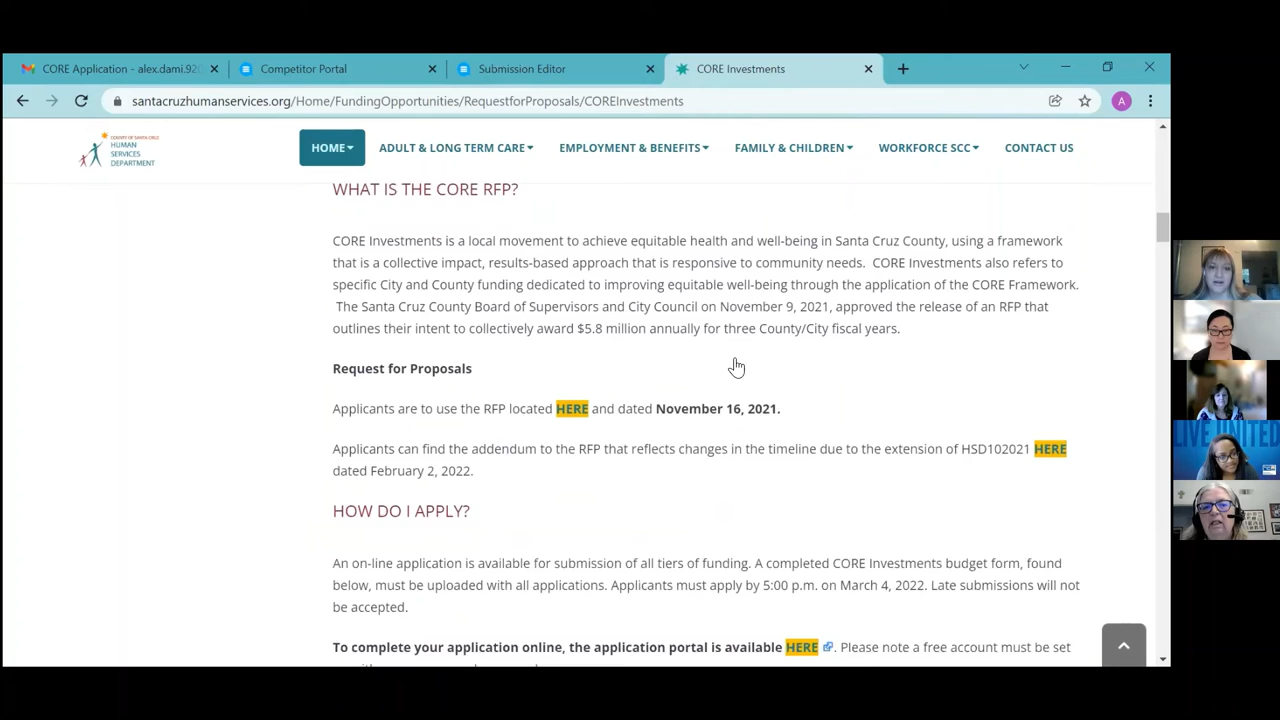 CORE Application - alex.dami.92
Competitor Portal
Submission Editor
CORE Investments
santacruzhumanservices.org/Home/FundingOpportunities/RequestforProposals/COREInvestments
A
COUNTY OF SANTA CRUZ
HUMAN
SERVICES
DEPARTMENT
HOME
ADULT & LONG TERM CARE
EMPLOYMENT & BENEFITS
FAMILY & CHILDREN
WORKFORCE SCC
CONTACT US
WHAT IS THE CORE RFP?
CORE Investments is a local movement to achieve equitable health and well-being in Santa Cruz County, using a framework
that is a collective impact, results-based approach that is responsive to community needs.  CORE Investments also refers to
specific City and County funding dedicated to improving equitable well-being through the application of the CORE Framework.
The Santa Cruz County Board of Supervisors and City Council on November 9, 2021, approved the release of an RFP that
outlines their intent to collectively award $5.8 million annually for three County/City fiscal years.
Request for Proposals
Applicants are to use the RFP located HERE and dated November 16, 2021.
Applicants can find the addendum to the RFP that reflects changes in the timeline due to the extension of HSD102021 HERE
dated February 2, 2022.
HOW DO I APPLY?
An on-line application is available for submission of all tiers of funding. A completed CORE Investments budget form, found
below, must be uploaded with all applications. Applicants must apply by 5:00 p.m. on March 4, 2022. Late submissions will not
be accepted.
To complete your application online, the application portal is available HERE. Please note a free account must be set
LIVE UNITED